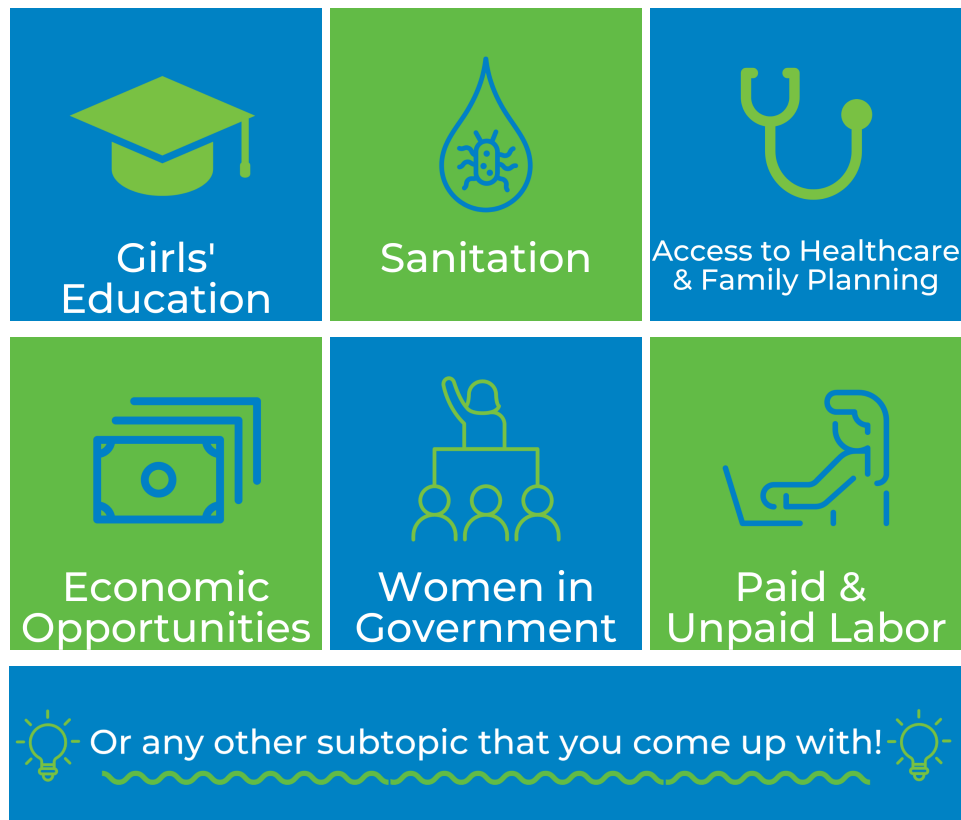 Girls'
Education
Sanitation
Access to Healthcare
& Family Planning
Economic
Opportunities
Women in
Government
Paid &
Unpaid Labor
Or any other subtopic that you come up with!